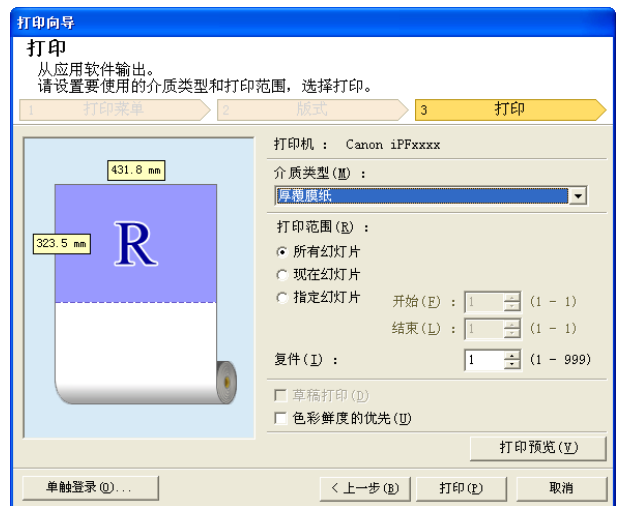 打印向导
打印
从应用软件输出。
请设置要使用的介质类型和打印范围，选择打印。
1 打印菜单 2 版式 3 打印
打印机 : Canon iPFxxxx
介质类型(M) :
厚覆膜纸
431.8 mm
323.5 mm
R
打印范围(R) :
所有幻灯片
现在幻灯片
指定幻灯片 开始(F) : 1 (1 - 1)
结束(L) : 1 (1 - 1)
复件(I) : 1 (1 - 999)
草稿打印(D)
色彩鲜度的优先(U)
打印预览(V)
单触登录(O)... < 上一步(B) 打印(P) 取消